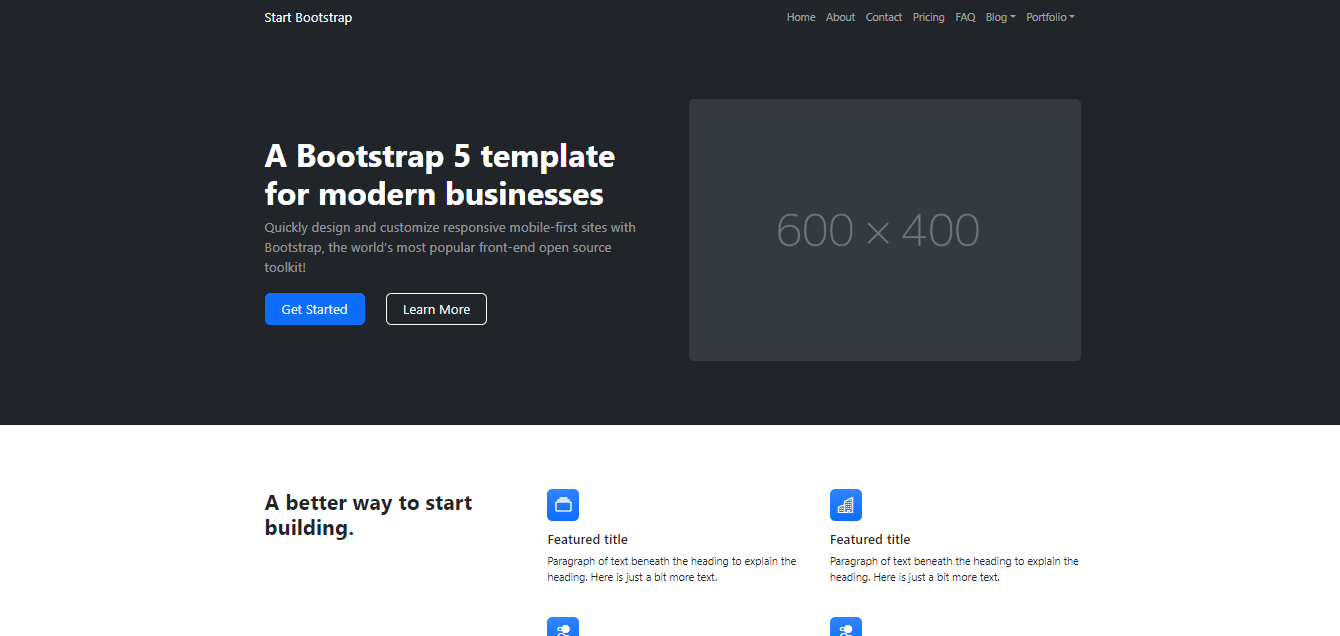 Start Bootstrap
Home About Contact Pricing FAQ Blog Portfolio
A Bootstrap 5 template
for modern businesses
Quickly design and customize responsive mobile-first sites with
Bootstrap, the world's most popular front-end open source
toolkit!
Get Started
Learn More
600 × 400
A better way to start
building.
Featured title
Paragraph of text beneath the heading to explain the
heading. Here is just a bit more text.
Featured title
Paragraph of text beneath the heading to explain the
heading. Here is just a bit more text.